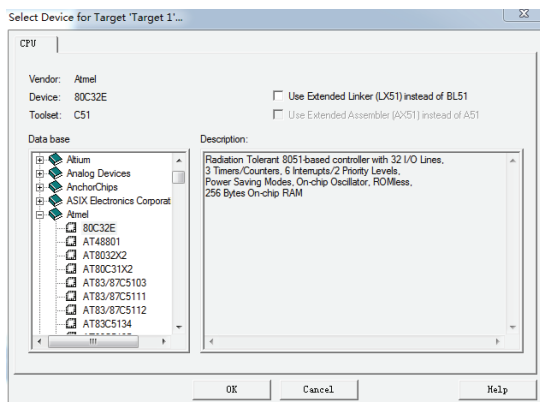 Select Device for Target 'Target 1'...
CPU
Vendor: Atmel
Device: 80C32E
Toolset: C51
Use Extended Linker (LX51) instead of BL51
Use Extended Assembler (AX51) instead of A51
Data base
Altium
Analog Devices
AnchorChips
ASIX Electronics Corporat
Atmel
80C32E
AT48801
AT8032X2
AT80C31X2
AT83/87C5103
AT83/87C5111
AT83/87C5112
AT83C5134
Description:
Radiation Tolerant 8051-based controller with 32 I/O Lines,
3 Timers/Counters, 6 Interrupts/2 Priority Levels,
Power Saving Modes, On-chip Oscillator, ROMless,
256 Bytes On-chip RAM
OK Cancel Help